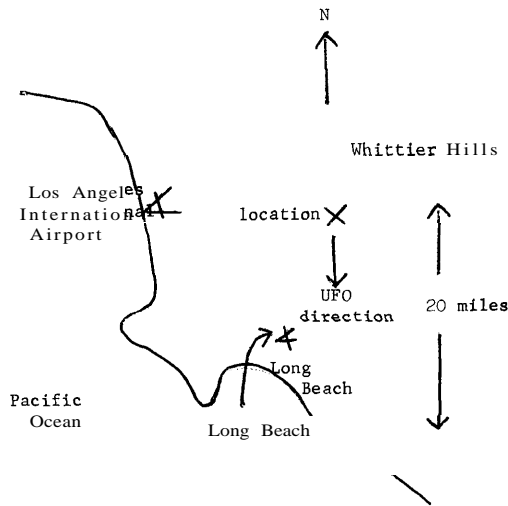 N
Whittier Hills
Los Angeles
International
Airport
location
UFO
direction
20 miles
Long
Beach
Pacific
Ocean
Long Beach